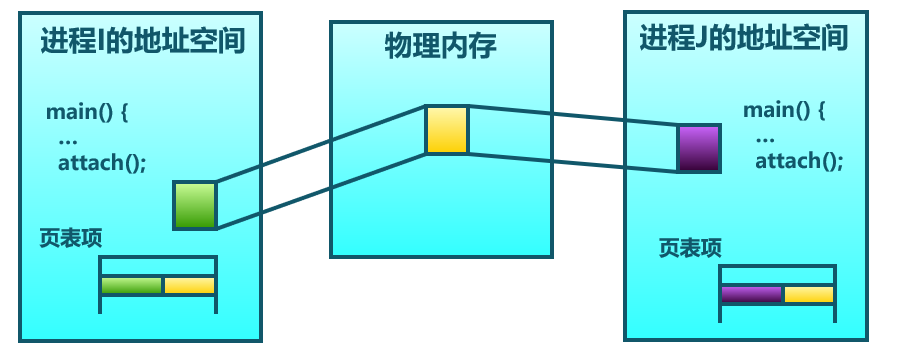 进程I的地址空间
main() {
...
attach();
页表项
物理内存
进程J的地址空间
main() {
...
attach();
页表项